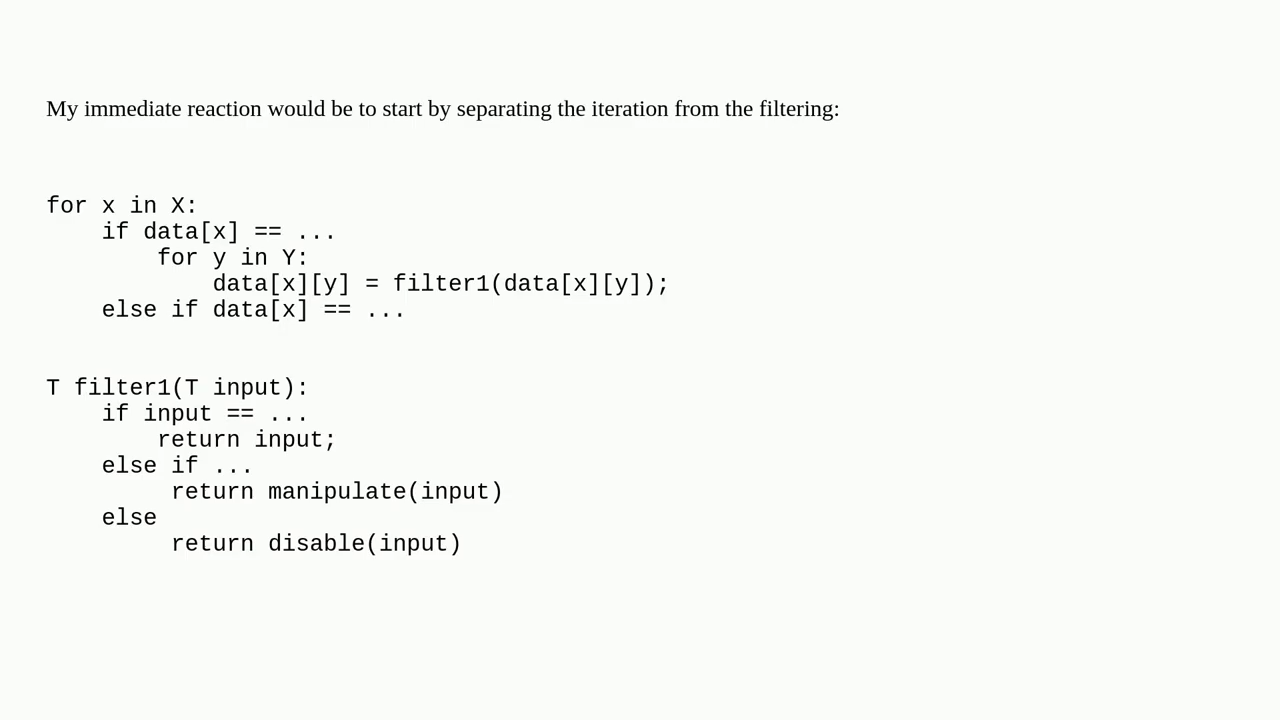 My immediate reaction would be to start by separating the iteration from the filtering:
for x in X:
    if data[x] == ...
        for y in Y:
            data[x][y] = filter1(data[x][y]);
    else if data[x] == ...
T filter1(T input):
    if input == ...
        return input;
    else if ...
         return manipulate(input)
    else
         return disable(input)